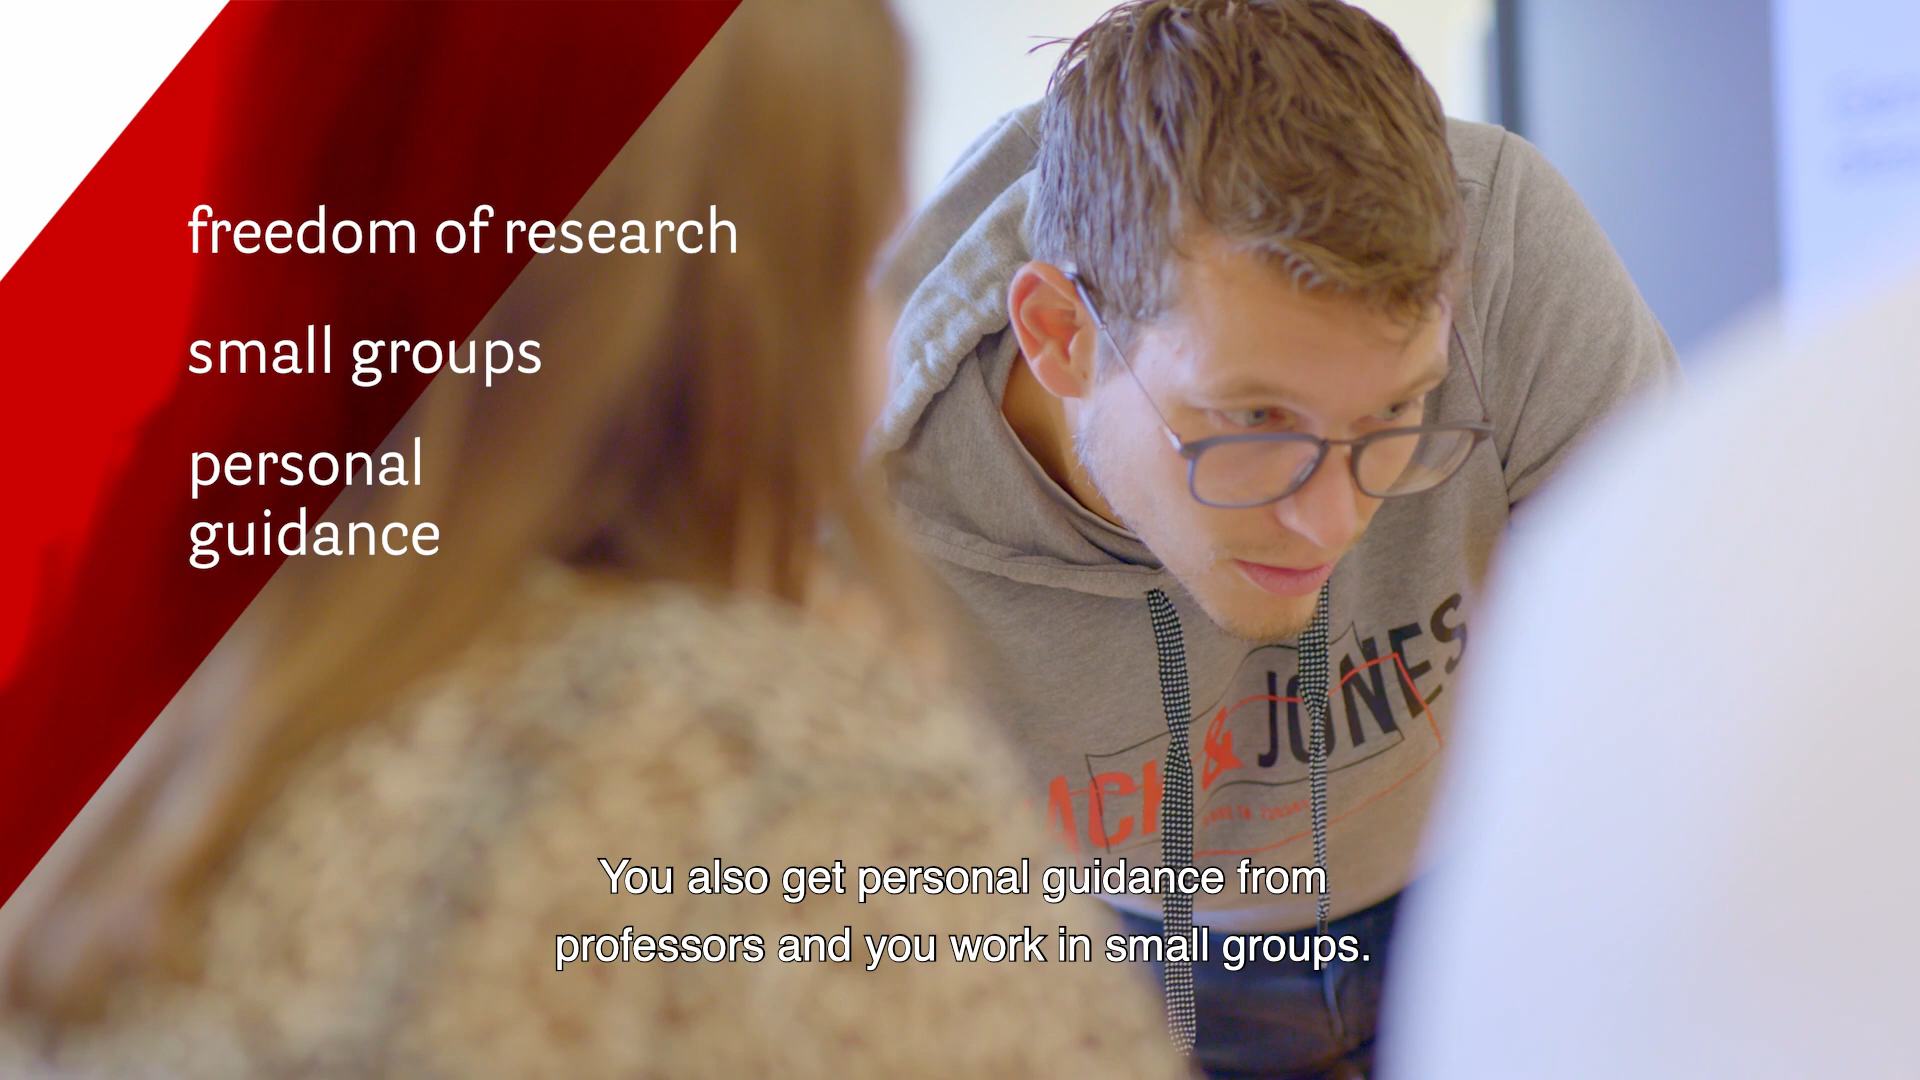 freedom of research
small groups
personal
guidance
& JONES
You also get personal guidance from
professors and you work in small groups.